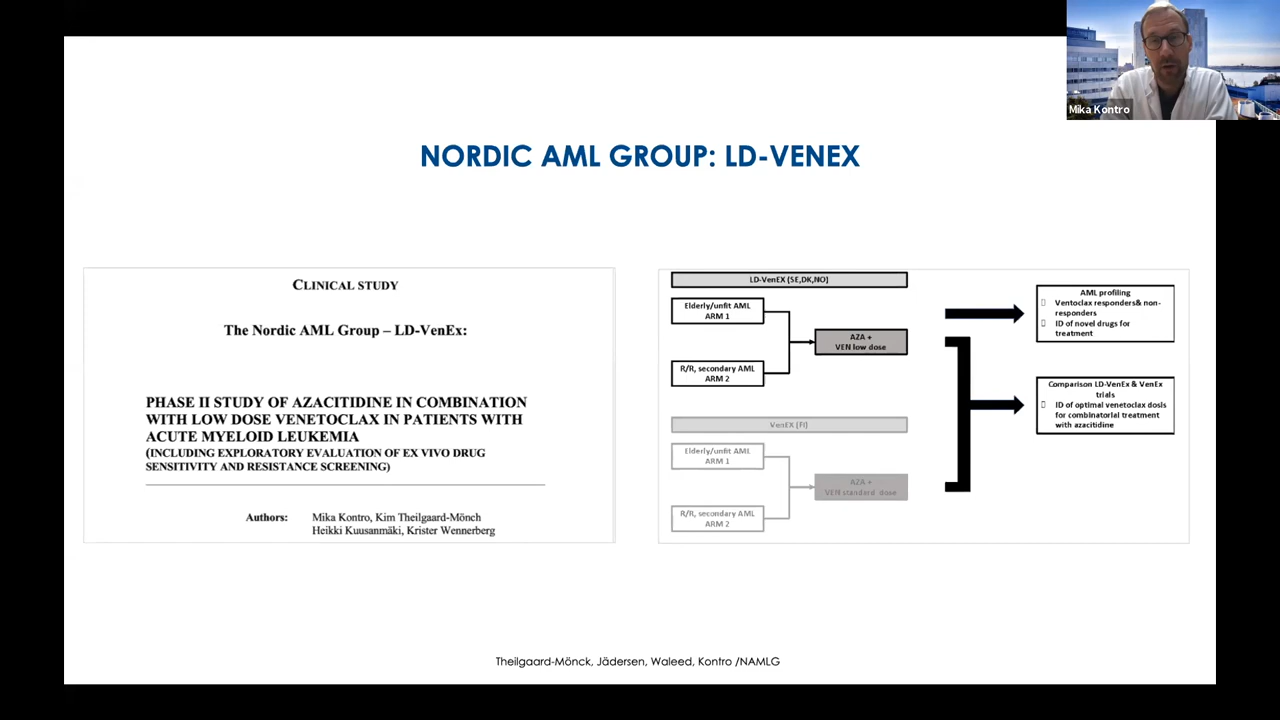 Mika Kontro
NORDIC AML GROUP: LD-VENEX
CLINICAL STUDY
The Nordic AML Group – LD-VenEx:
PHASE II STUDY OF AZACITIDINE IN COMBINATION
WITH LOW DOSE VENETOCLAX IN PATIENTS WITH
ACUTE MYELOID LEUKEMIA
(INCLUDING EXPLORATORY EVALUATION OF EX VIVO DRUG
SENSITIVITY AND RESISTANCE SCREENING)
Authors: Mika Kontro, Kim Theilgaard-Mönch
Heikki Kuusanmäki, Krister Wennerberg
LD-VenEX (SE,DK,NO)
Elderly/unfit AML
ARM 1
AZA +
VEN low dose
R/R, secondary AML
ARM 2
VenEX (FI)
Elderly/unfit AML
ARM 1
AZA +
VEN standard dose
R/R, secondary AML
ARM 2
AML profiling
Ventoclax responders& non-
responders
ID of novel drugs for
treatment
Comparison LD-VenEx & VenEx
trials
ID of optimal venetoclax dosis
for combinatorial treatment
with azacitidine
Theilgaard-Mönck, Jädersen, Waleed, Kontro /NAMLG